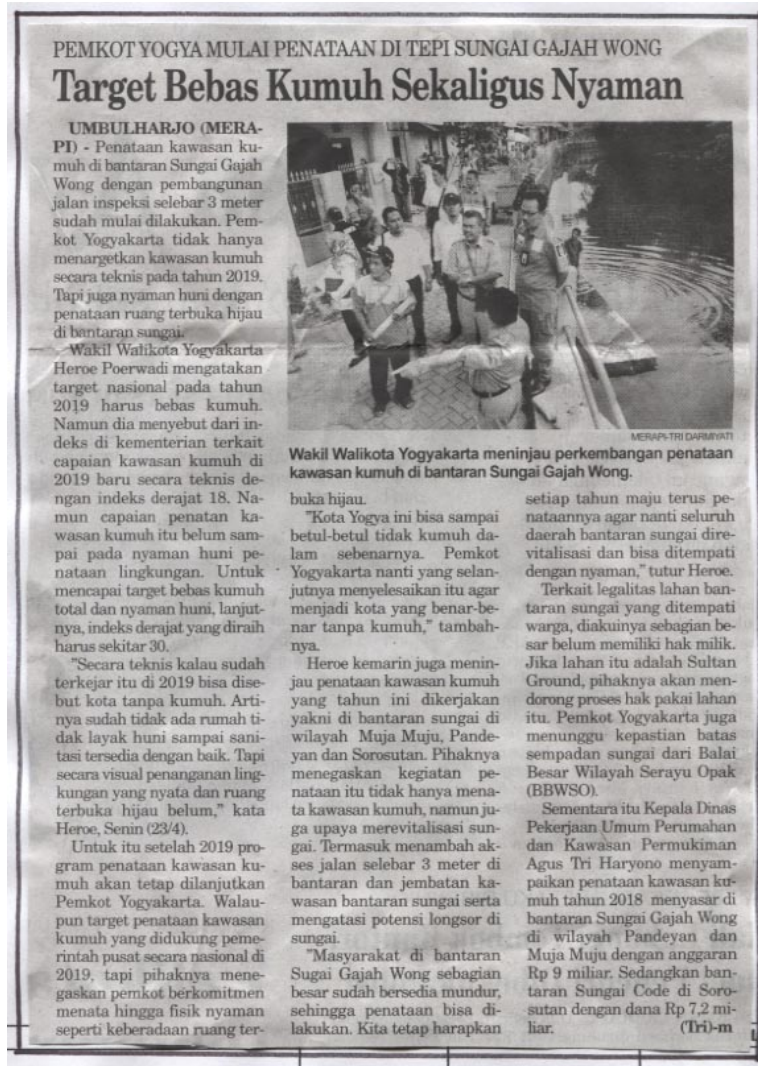 PEMKOT YOGYA MULAI PENATAAN DI TEPI SUNGAI GAJAH WONG
Target Bebas Kumuh Sekaligus Nyaman
UMBULHARJO (MERA-
PI) - Penataan kawasan ku-
muh di bantaran Sungai Gajah
Wong dengan pembangunan
jalan inspeksi selebar 3 meter
sudah mulai dilakukan. Pem-
kot Yogyakarta tidak hanya
menargetkan kawasan kumuh
secara teknis pada tahun 2019.
Tapi juga nyaman huni dengan
penataan ruang terbuka hijau
di bantaran sungai.
Wakil Walikota Yogyakarta
Heroe Poerwadi mengatakan
target nasional pada tahun
2019 harus bebas kumuh.
Namun dia menyebut dari in-
deks di kementerian terkait
capaian kawasan kumuh di
2019 baru secara teknis de-
ngan indeks derajat 18. Na-
mun capaian penatan ka-
wasan kumuh itu belum sam-
pai pada nyaman huni pe-
nataan lingkungan. Untuk
mencapai target bebas kumuh
total dan nyaman huni, lanjut-
nya, indeks derajat yang diraih
harus sekitar 30.
"Secara teknis kalau sudah
terkejar itu di 2019 bisa dise-
but kota tanpa kumuh. Arti-
nya sudah tidak ada rumah ti-
dak layak huni sampai sani-
tasi tersedia dengan baik. Tapi
secara visual penanganan ling-
kungan yang nyata dan ruang
terbuka hijau belum," kata
Heroe, Senin (23/4).
Untuk itu setelah 2019 pro-
gram penataan kawasan ku-
muh akan tetap dilanjutkan
Pemkot Yogyakarta. Walau-
pun target penataan kawasan
kumuh yang didukung peme-
rintah pusat secara nasional di
2019, tapi pihaknya mene-
gaskan pemkot berkomitmen
menata hingga fisik nyaman
seperti keberadaan ruang ter-
MERAPI-TRI DARMIYATI
Wakil Walikota Yogyakarta meninjau perkembangan penataan
kawasan kumuh di bantaran Sungai Gajah Wong.
buka hijau.
"Kota Yogya ini bisa sampai
betul-betul tidak kumuh da-
lam sebenarnya. Pemkot
Yogyakarta nanti yang selan-
jutnya menyelesaikan itu agar
menjadi kota yang benar-be-
nar tanpa kumuh," tambah-
nya.
Heroe kemarin juga menin-
jau penataan kawasan kumuh
yang tahun ini dikerjakan
yakni di bantaran sungai di
wilayah Muja Muju, Pande-
yan dan Sorosutan. Pihaknya
menegaskan kegiatan pe-
nataan itu tidak hanya mena-
ta kawasan kumuh, namun ju-
ga upaya merevitalisasi sun-
gai. Termasuk menambah ak-
ses jalan selebar 3 meter di
bantaran dan jembatan ka-
wasan bantaran sungai serta
mengatasi potensi longsor di
sungai.
"Masyarakat di bantaran
Sugai Gajah Wong sebagian
besar sudah bersedia mundur,
sehingga penataan bisa di-
lakukan. Kita tetap harapkan
setiap tahun maju terus pe-
nataannya agar nanti seluruh
daerah bantaran sungai dire-
vitalisasi dan bisa ditempati
dengan nyaman," tutur Heroe.
Terkait legalitas lahan ban-
taran sungai yang ditempati
warga, diakuinya sebagian be-
sar belum memiliki hak milik.
Jika lahan itu adalah Sultan
Ground, pihaknya akan men-
dorong proses hak pakai lahan
itu. Pemkot Yogyakarta juga
menunggu kepastian batas
sempadan sungai dari Balai
Besar Wilayah Serayu Opak
(BBWSO).
Sementara itu Kepala Dinas
Pekerjaan Umum Perumahan
dan Kawasan Permukiman
Agus Tri Haryono menyam-
paikan penataan kawasan ku-
muh tahun 2018 menyasar di
bantaran Sungai Gajah Wong
di wilayah Pandeyan dan
Muja Muju dengan anggaran
Rp 9 miliar. Sedangkan ban-
taran Sungai Code di Soro-
sutan dengan dana Rp 7,2 mi-
liar. (Tri)-m